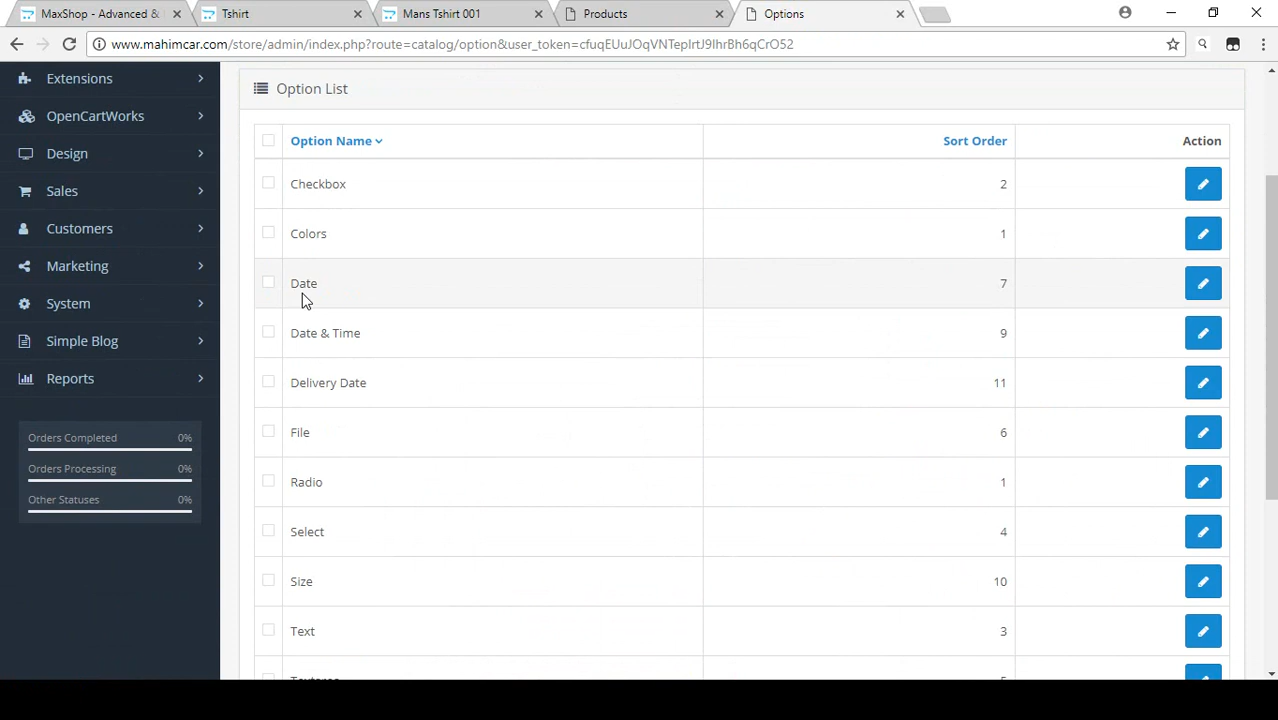 MaxShop - Advanced &
Tshirt
Mans Tshirt 001
Products
Options
www.mahimcar.com/store/admin/index.php?route=catalog/option&user_token=cfuqEUuJOqVNTepIrtJ9lhrBh6qCrO52
Extensions
OpenCartWorks
Design
Sales
Customers
Marketing
System
Simple Blog
Reports
Orders Completed 0%
Orders Processing 0%
Other Statuses 0%
Option List
Option Name Sort Order Action
Checkbox 2
Colors 1
Date 7
Date & Time 9
Delivery Date 11
File 6
Radio 1
Select 4
Size 10
Text 3